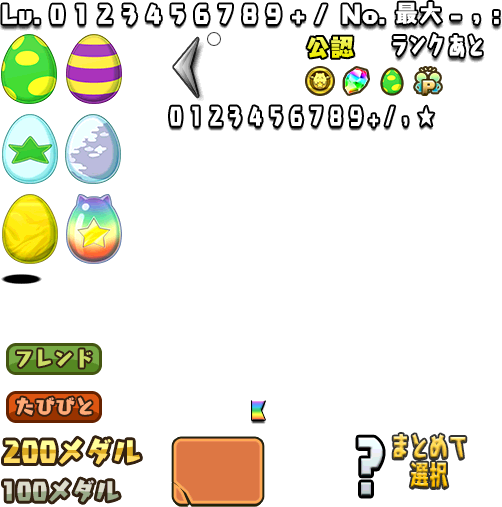 Lv. 0 1 2 3 4 5 6 7 8 9 + / No. 最大 - , :
公認 ランクあと
P
0 1 2 3 4 5 6 7 8 9 + / , ★
フレンド
たびびと
200メダル
100メダル
?
まとめて
選択